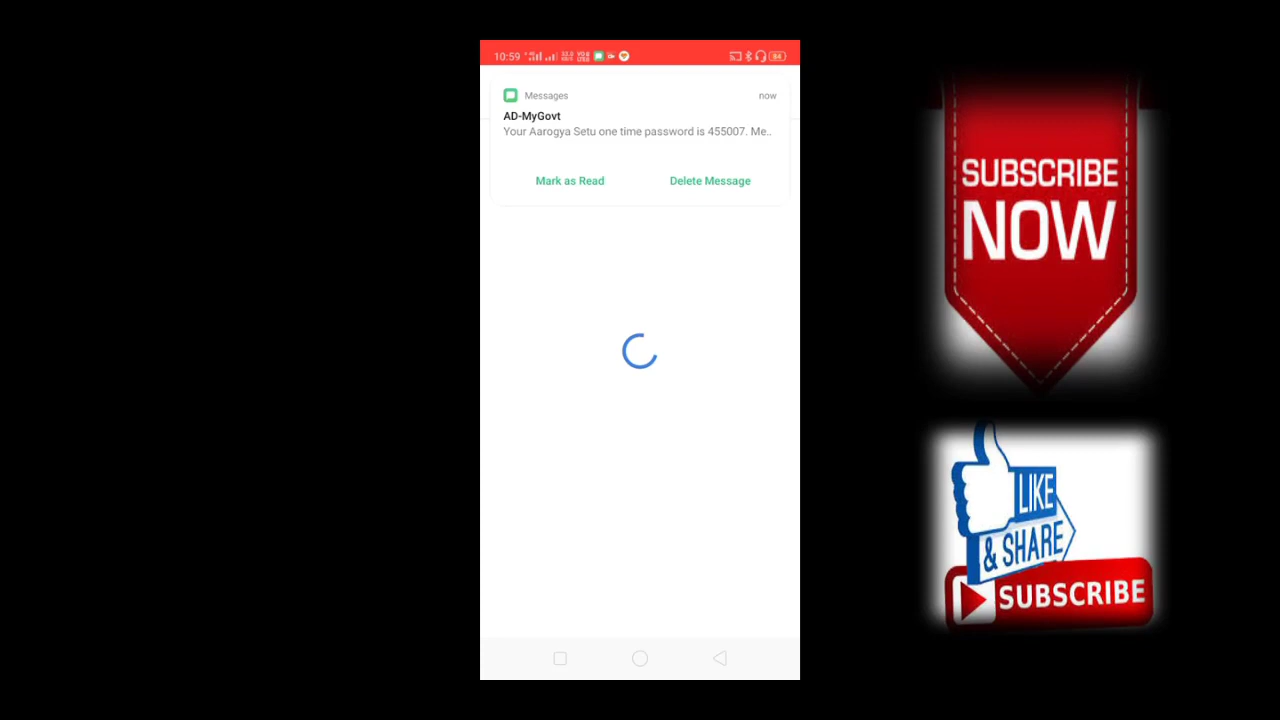 10:59
84
Messages
now
AD-MyGovt
Your Aarogya Setu one time password is 455007. Me..
Mark as Read
Delete Message
SUBSCRIBE
NOW
LIKE
& SHARE
SUBSCRIBE